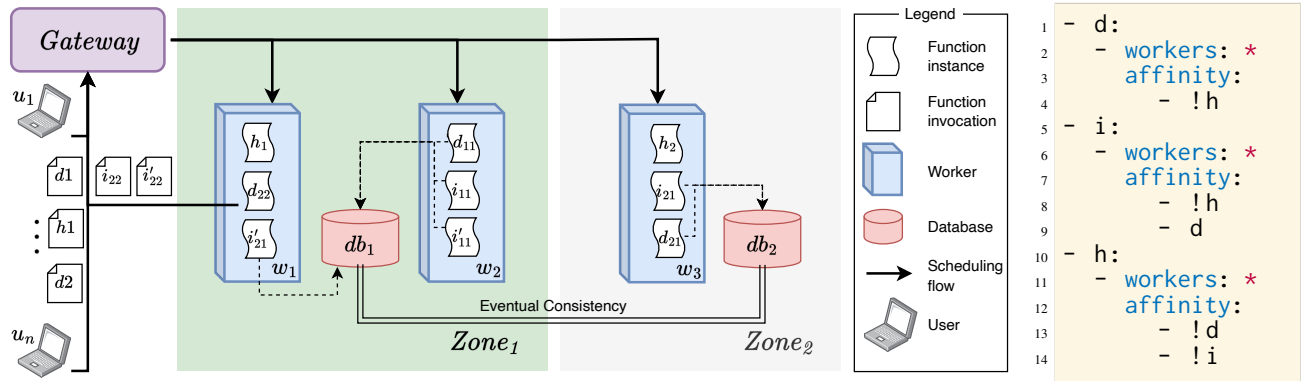 Gateway
u₁
d1
i₂₂
i′₂₂
h1
d2
uₙ
h₁
d₂₂
i′₂₁
w₁
db₁
d₁₁
i₁₁
i′₁₁
w₂
h₂
i₂₁
d₂₁
w₃
db₂
Eventual Consistency
Zone₁
Zone₂
Legend
Function
instance
Function
invocation
Worker
Database
Scheduling
flow
User
1 - d:
2 - workers: *
3 affinity:
4 - !h
5 - i:
6 - workers: *
7 affinity:
8 - !h
9 - d
10 - h:
11 - workers: *
12 affinity:
13 - !d
14 - !i